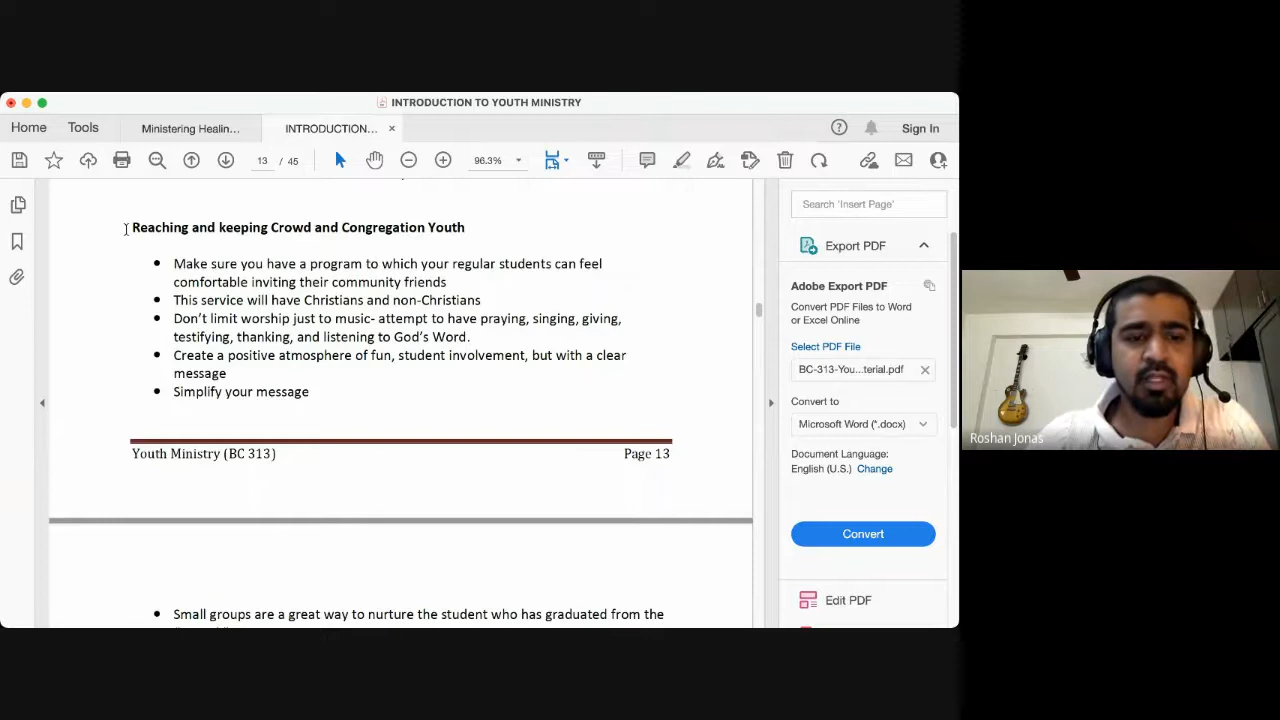 INTRODUCTION TO YOUTH MINISTRY
Home
Tools
Ministering Healin...
INTRODUCTION... ×
Sign In
13 / 45
96.3%
Reaching and keeping Crowd and Congregation Youth
• Make sure you have a program to which your regular students can feel
comfortable inviting their community friends
• This service will have Christians and non-Christians
• Don’t limit worship just to music- attempt to have praying, singing, giving,
testifying, thanking, and listening to God’s Word.
• Create a positive atmosphere of fun, student involvement, but with a clear
message
• Simplify your message
Youth Ministry (BC 313) Page 13
• Small groups are a great way to nurture the student who has graduated from the
Search 'Insert Page'
Export PDF
Adobe Export PDF
Convert PDF Files to Word
or Excel Online
Select PDF File
BC-313-You...terial.pdf
Convert to
Microsoft Word (*.docx)
Document Language:
English (U.S.) Change
Convert
Edit PDF
Roshan Jonas